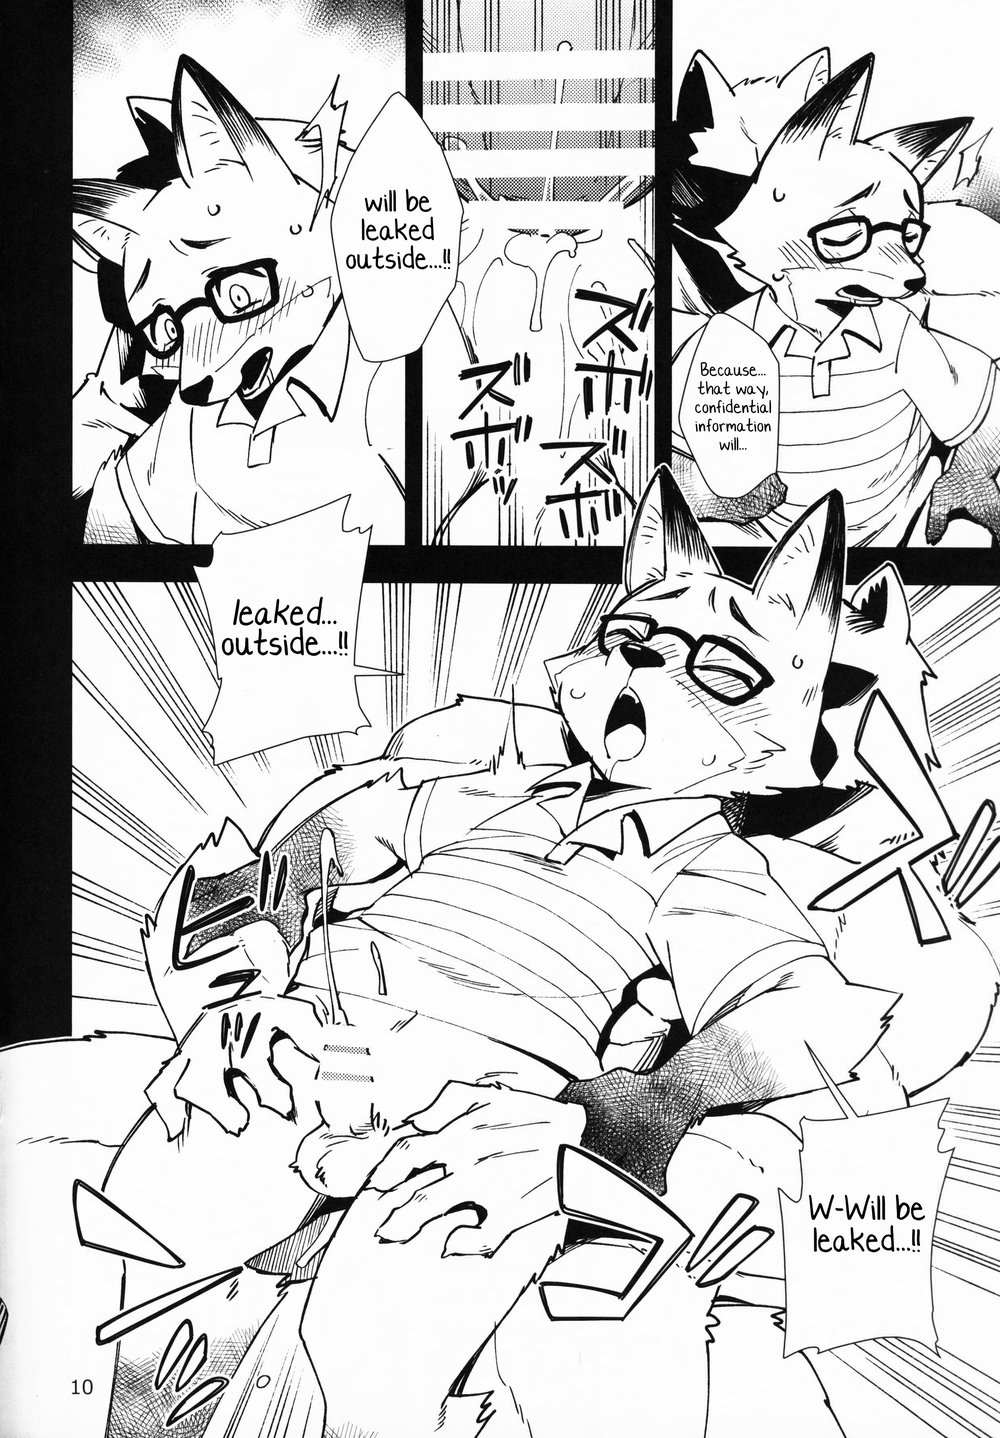 Because...
that way,
confidential
information
will...
ズボ
ズボ
ズボッ
will be
leaked
outside...!!
W-Will be
leaked...!!
leaked...
outside...!!
ビュ
10